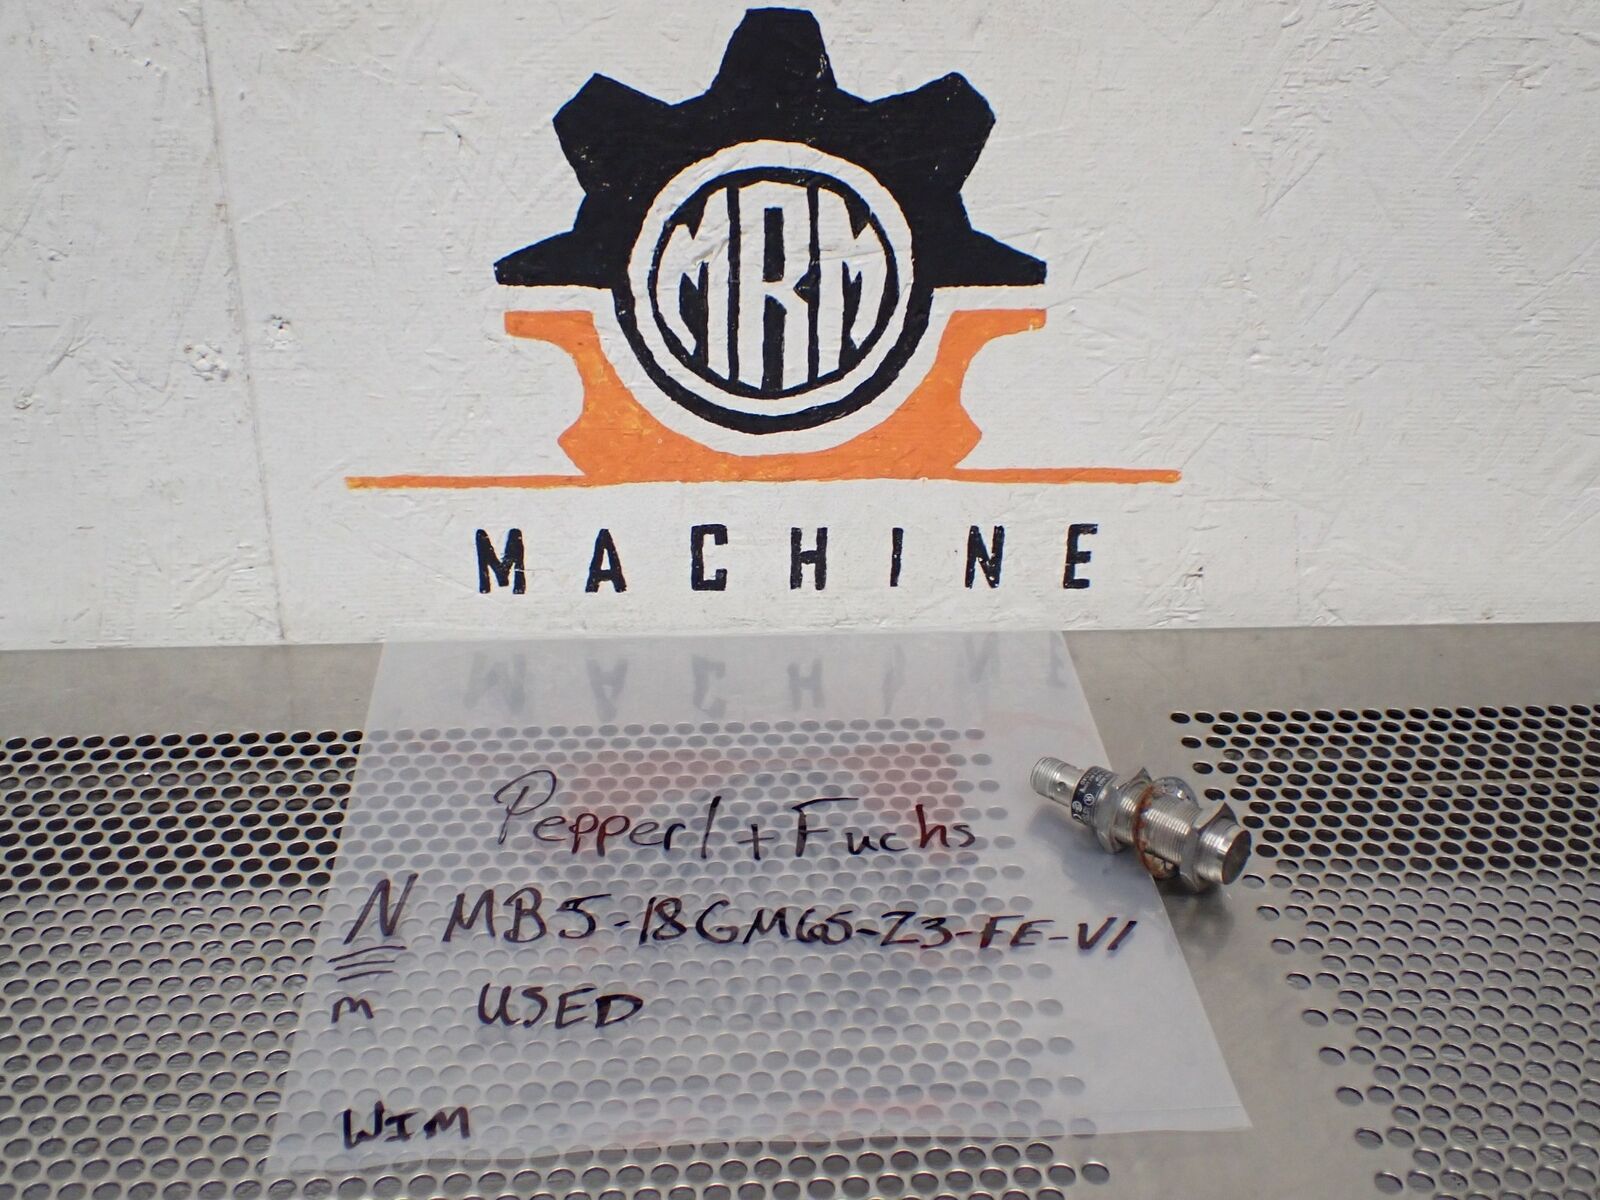 MRM
MACHINE
Pepperl + Fuchs
N MB5-18GM65-Z3-FE-V1
m USED
WIM